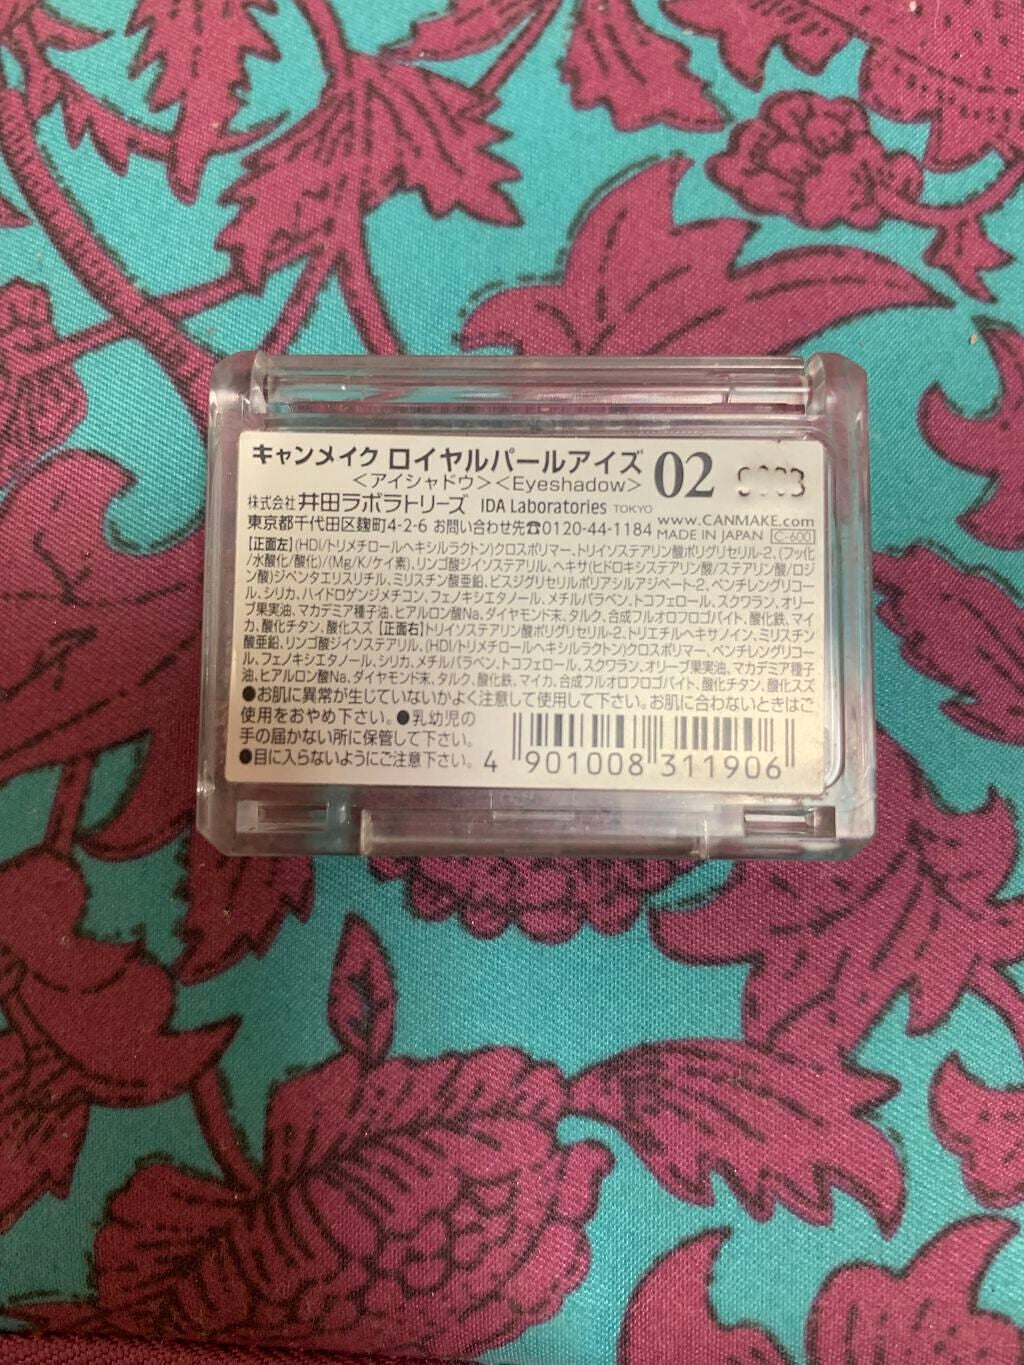 キャンメイク ロイヤルパールアイズ 02
<アイシャドウ><Eyeshadow>
株式会社 井田ラボラトリーズ IDA Laboratories TOKYO
東京都千代田区麹町4-2-6 お問い合わせ先☎0120-44-1184 www.CANMAKE.com
MADE IN JAPAN C-600
【正面左】(HDI/トリメチロールヘキシルラクトン)クロスポリマー、トリイソステアリン酸ポリグリセリル-2、(フッ化
/水酸化/酸化)/(Mg/K/ケイ素)、リンゴ酸ジイソステアリル、ヘキサ(ヒドロキシステアリン酸/ステアリン酸/ロジ
ン酸)ジペンタエリスリチル、ミリスチン酸亜鉛、ビスジグリセリルポリアシルアジペート-2、ペンチレングリコー
ル、シリカ、ハイドロゲンジメチコン、フェノキシエタノール、メチルパラベン、トコフェロール、スクワラン、オリー
ブ果実油、マカデミア種子油、ヒアルロン酸Na、ダイヤモンド末、タルク、合成フルオロフロゴパイト、酸化鉄、マイ
カ、酸化チタン、酸化スズ【正面右】トリイソステアリン酸ポリグリセリル-2、トリエチルヘキサノイン、ミリスチン
酸亜鉛、リンゴ酸ジイソステアリル、(HDI/トリメチロールヘキシルラクトン)クロスポリマー、ペンチレングリコー
ル、フェノキシエタノール、シリカ、メチルパラベン、トコフェロール、スクワラン、オリーブ果実油、マカデミア種子
油、ヒアルロン酸Na、ダイヤモンド末、タルク、酸化鉄、マイカ、合成フルオロフロゴパイト、酸化チタン、酸化スズ
●お肌に異常が生じていないかよく注意して使用して下さい。お肌に合わないときはご
使用をおやめ下さい。●乳幼児の
手の届かない所に保管して下さい。
●目に入らないようにご注意下さい。
4 901008 311906